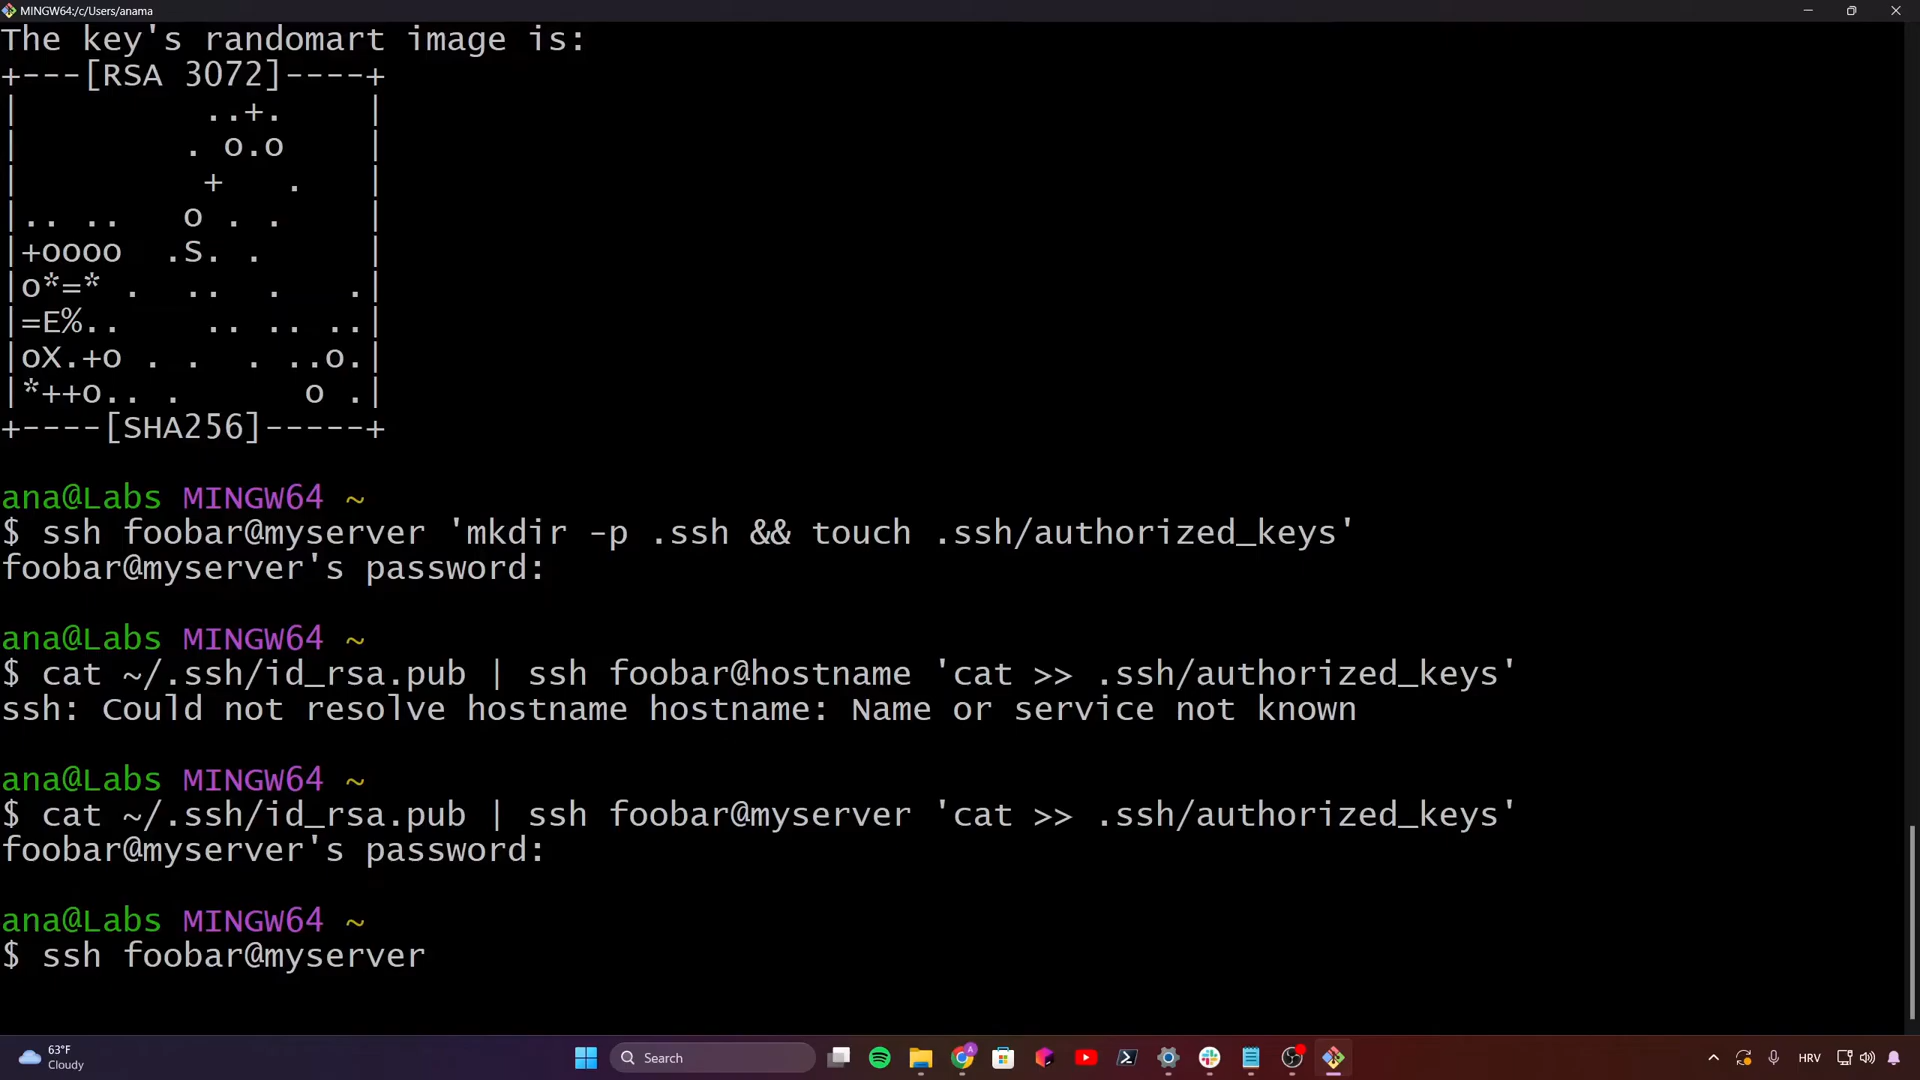 MINGW64:/c/Users/anama
The key's randomart image is:
+---[RSA 3072]----+
|          ..+.    |
|         . o.o    |
|          +   .   |
|.. ..   o . .     |
|+oooo  .S. .      |
|o*=* .  ..  .   .|
|=E%..    .. .. ..|
|oX.+o . .  . ..o.|
|*++o.. .      o .|
+----[SHA256]-----+
ana@Labs MINGW64 ~
$ ssh foobar@myserver 'mkdir -p .ssh && touch .ssh/authorized_keys'
foobar@myserver's password:
ana@Labs MINGW64 ~
$ cat ~/.ssh/id_rsa.pub | ssh foobar@hostname 'cat >> .ssh/authorized_keys'
ssh: Could not resolve hostname hostname: Name or service not known
ana@Labs MINGW64 ~
$ cat ~/.ssh/id_rsa.pub | ssh foobar@myserver 'cat >> .ssh/authorized_keys'
foobar@myserver's password:
ana@Labs MINGW64 ~
$ ssh foobar@myserver
63°F
Cloudy
Search
HRV